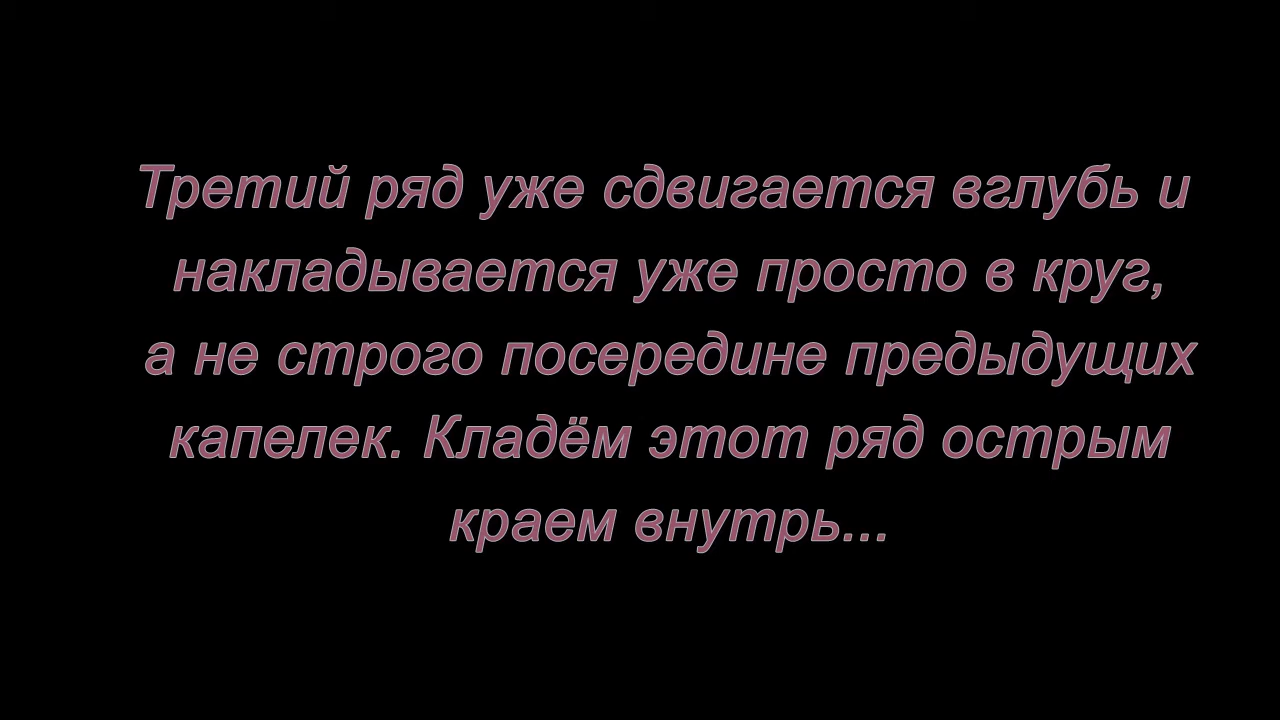 Третий ряд уже сдвигается вглубь и
накладывается уже просто в круг,
а не строго посередине предыдущих
капелек. Кладём этот ряд острым
краем внутрь...